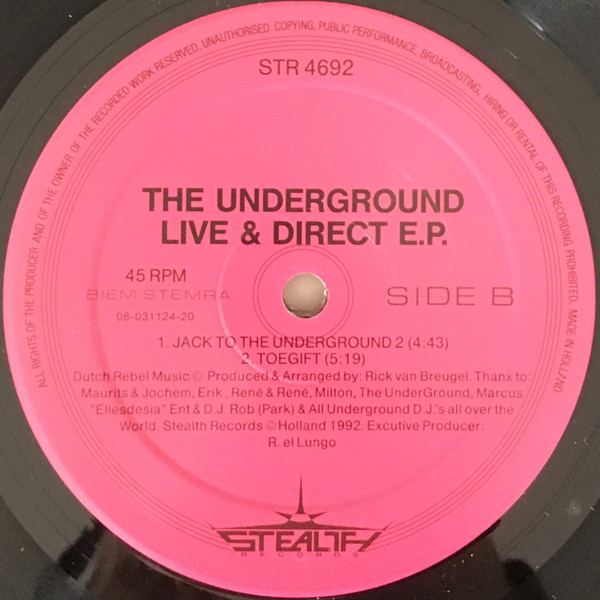 ALL RIGHTS OF THE PRODUCER AND OF THE OWNER OF THE RECORDED WORK RESERVED. UNAUTHORISED COPYING, PUBLIC PERFORMANCE, BROADCASTING, HIRING OR RENTAL OF THIS RECORDING PROHIBITED. MADE IN HOLLAND
STR 4692
THE UNDERGROUND
LIVE & DIRECT E.P.
45 RPM
BIEM STEMRA
SIDE B
08-031124-20
1. JACK TO THE UNDERGROUND 2 (4:43)
2. TOEGIFT (5:19)
Dutch Rebel Music © Produced & Arranged by: Rick van Breugel. Thanx to:
Maurits & Jochem, Erik, René & René, Milton, The UnderGround, Marcus
"Ellesdesia" Ent & D.J. Rob (Park) & All Underground D.J.'s all over the
World. Stealth Records © Holland 1992. Excutive Producer:
R. el Lungo
STEALTH
RECORDS